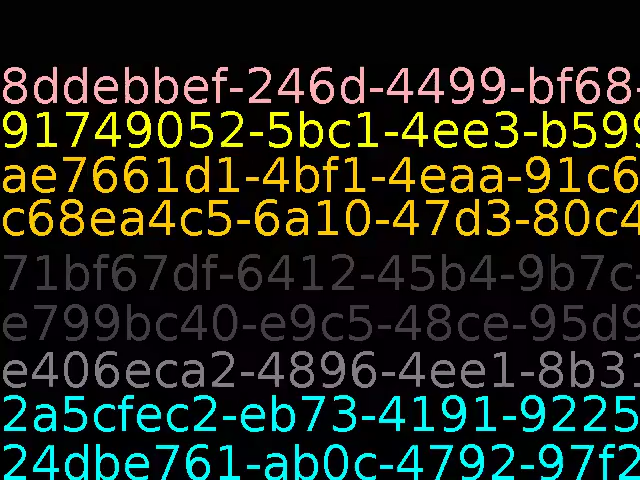 8ddebbef-246d-4499-bf68-
91749052-5bc1-4ee3-b599
ae7661d1-4bf1-4eaa-91c6
c68ea4c5-6a10-47d3-80c4
71bf67df-6412-45b4-9b7c-
e799bc40-e9c5-48ce-95d9
e406eca2-4896-4ee1-8b31
2a5cfec2-eb73-4191-9225
24dbe761-ab0c-4792-97f2